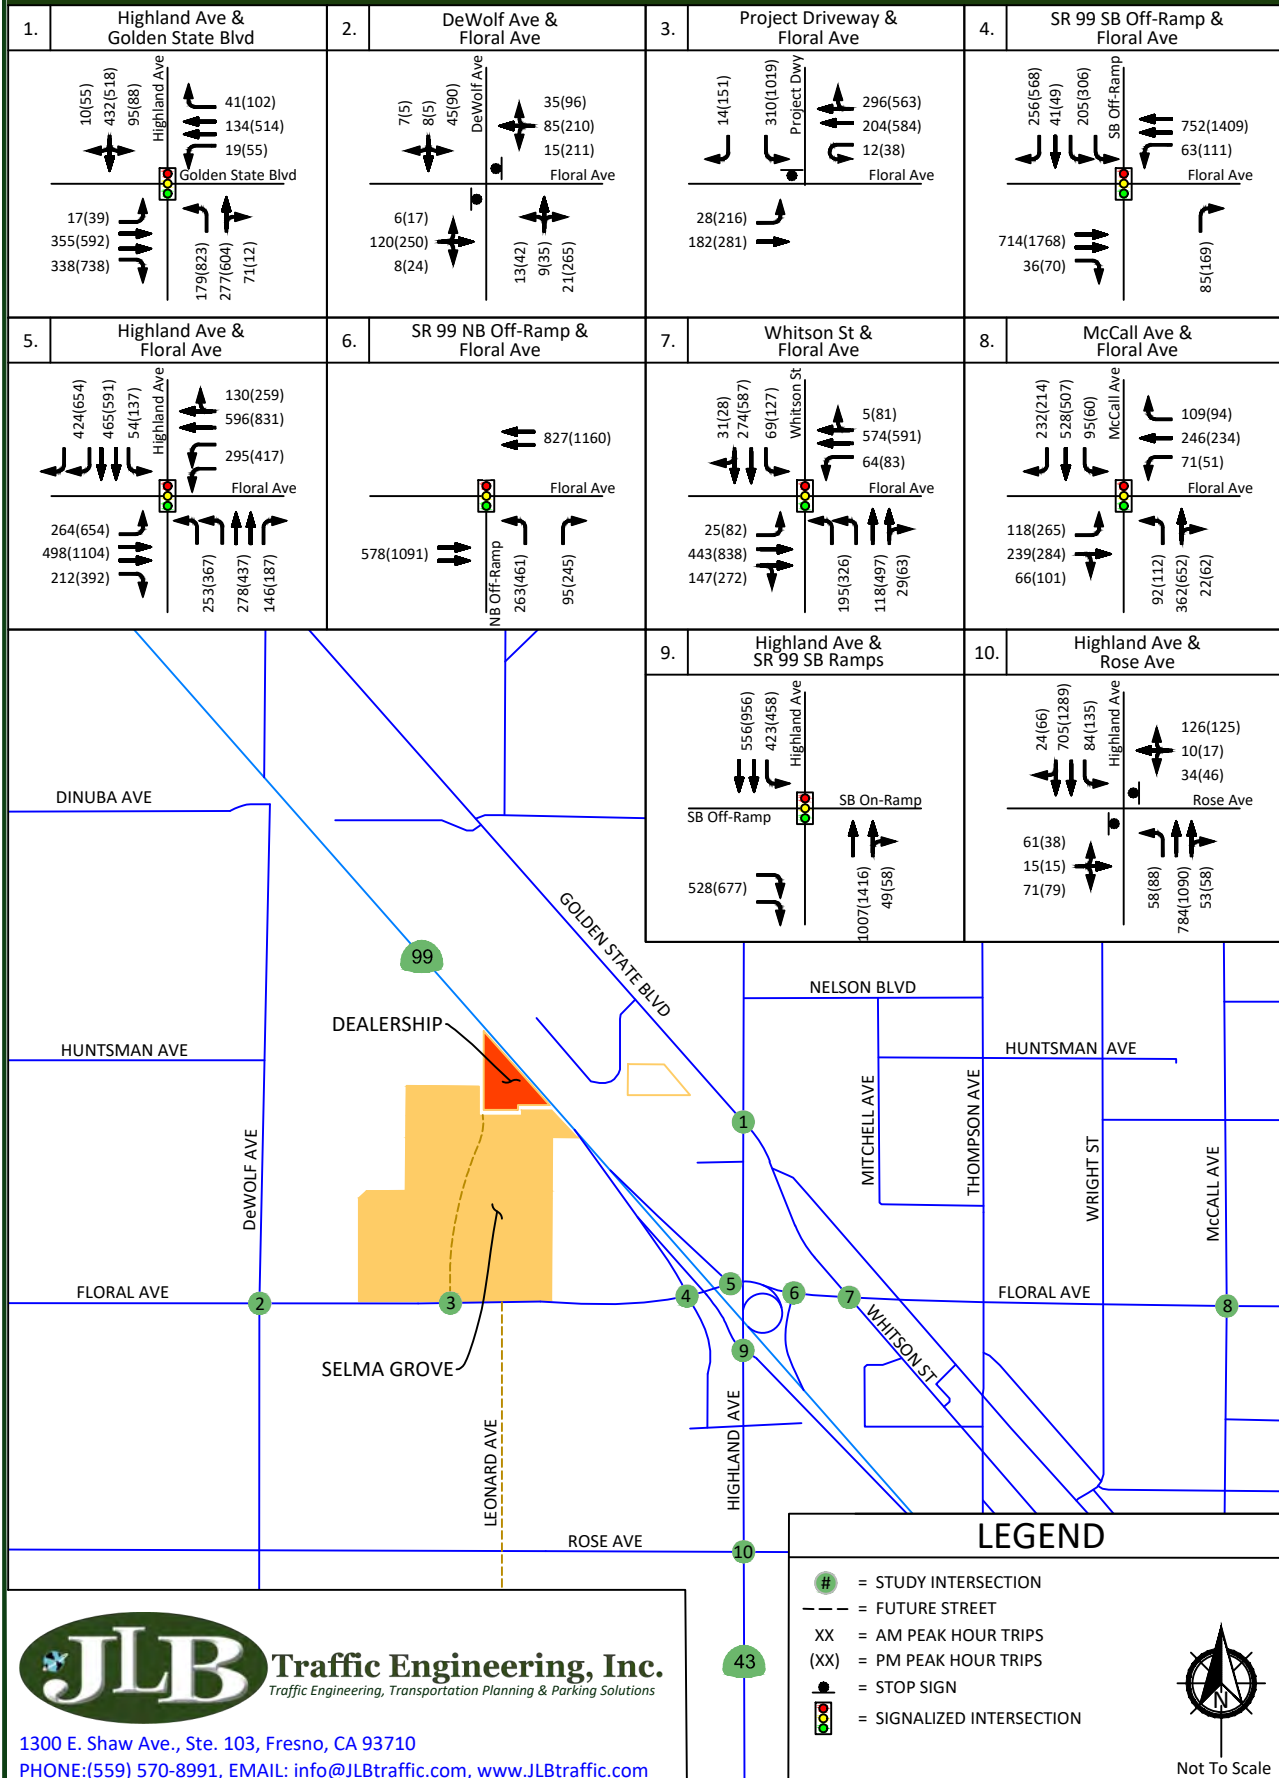 1.
Highland Ave &
Golden State Blvd
10(55)
432(518)
95(88)
Highland Ave
41(102)
134(514)
19(55)
Golden State Blvd
17(39)
355(592)
338(738)
179(823)
277(604)
71(12)
2.
DeWolf Ave &
Floral Ave
7(5)
8(5)
45(90)
DeWolf Ave
35(96)
85(210)
15(211)
Floral Ave
6(17)
120(250)
8(24)
13(42)
9(35)
21(265)
3.
Project Driveway &
Floral Ave
14(151)
310(1019)
Project Dwy
296(563)
204(584)
12(38)
Floral Ave
28(216)
182(281)
4.
SR 99 SB Off-Ramp &
Floral Ave
256(568)
41(49)
205(306)
SB Off-Ramp
752(1409)
63(111)
Floral Ave
714(1768)
36(70)
85(169)
5.
Highland Ave &
Floral Ave
424(654)
465(591)
54(137)
Highland Ave
130(259)
596(831)
295(417)
Floral Ave
264(654)
498(1104)
212(392)
253(367)
278(437)
146(187)
6.
SR 99 NB Off-Ramp &
Floral Ave
827(1160)
Floral Ave
578(1091)
NB Off-Ramp
263(461)
95(245)
7.
Whitson St &
Floral Ave
31(28)
274(587)
69(127)
Whitson St
5(81)
574(591)
64(83)
Floral Ave
25(82)
443(838)
147(272)
195(326)
118(497)
29(63)
8.
McCall Ave &
Floral Ave
232(214)
528(507)
95(60)
McCall Ave
109(94)
246(234)
71(51)
Floral Ave
118(265)
239(284)
66(101)
92(112)
362(652)
22(62)
9.
Highland Ave &
SR 99 SB Ramps
556(956)
423(458)
Highland Ave
SB On-Ramp
SB Off-Ramp
528(677)
1007(1416)
49(58)
10.
Highland Ave &
Rose Ave
24(66)
705(1289)
84(135)
Highland Ave
126(125)
10(17)
34(46)
Rose Ave
61(38)
15(15)
71(79)
58(88)
784(1090)
53(58)
DINUBA AVE
GOLDEN STATE BLVD
99
NELSON BLVD
DEALERSHIP
HUNTSMAN AVE
HUNTSMAN AVE
MITCHELL AVE
THOMPSON AVE
WRIGHT ST
McCALL AVE
DeWOLF AVE
1
FLORAL AVE
2
3
4
5
6
7
FLORAL AVE
8
9
WHITSON ST
SELMA GROVE
LEONARD AVE
HIGHLAND AVE
ROSE AVE
10
43
LEGEND
# = STUDY INTERSECTION
= FUTURE STREET
XX = AM PEAK HOUR TRIPS
(XX) = PM PEAK HOUR TRIPS
= STOP SIGN
= SIGNALIZED INTERSECTION
N
Not To Scale
JLB Traffic Engineering, Inc.
Traffic Engineering, Transportation Planning & Parking Solutions
1300 E. Shaw Ave., Ste. 103, Fresno, CA 93710
PHONE:(559) 570-8991, EMAIL: info@JLBtraffic.com, www.JLBtraffic.com